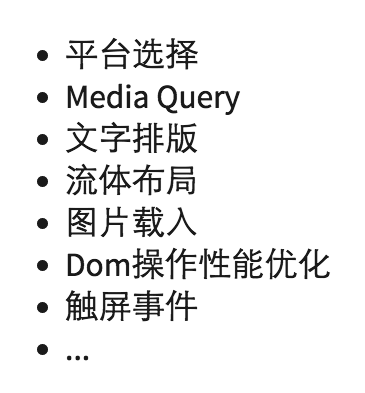 • 平台选择
• Media Query
• 文字排版
• 流体布局
• 图片载入
• Dom操作性能优化
• 触屏事件
• ...